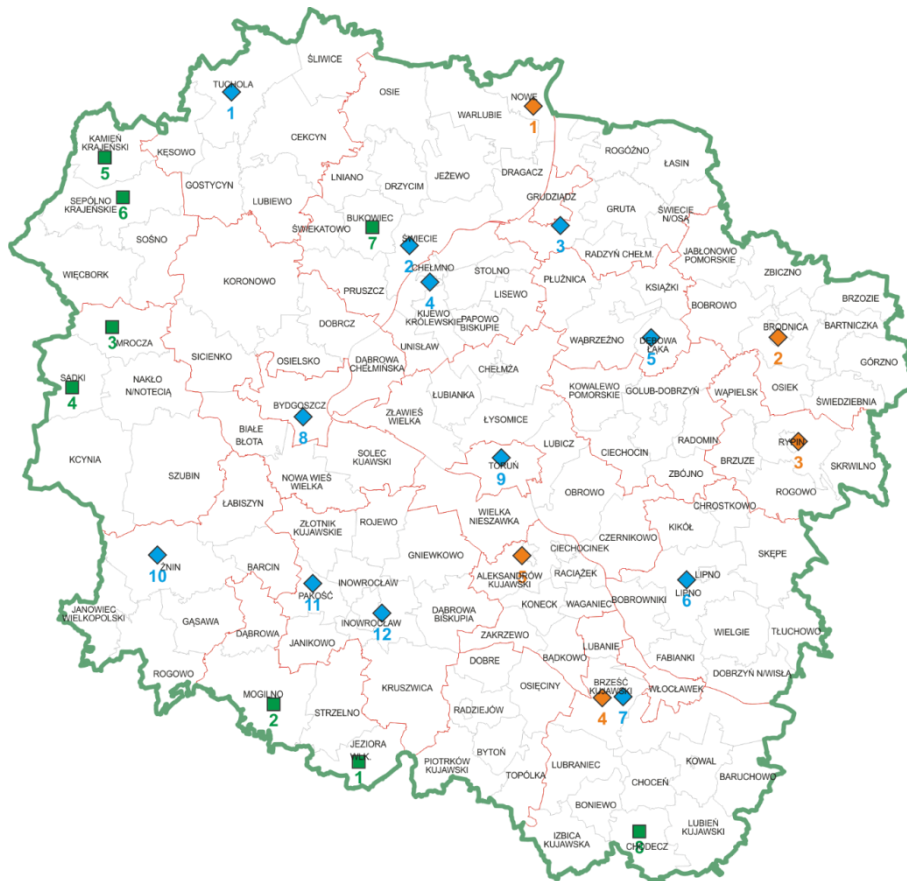 ŚLIWICE
TUCHOLA
1
OSIE
NOWE
1
WARLUBIE
CEKCYN
KAMIEŃ
KRAJEŃSKI
5
KĘSOWO
ROGÓŹNO
ŁASIN
DRAGACZ
LNIANO
JEŻEWO
GOSTYCYN
DRZYCIM
GRUDZIĄDZ
3
GRUTA
ŚWIECIE
N/OSĄ
SEPÓLNO
KRAJEŃSKIE
6
LUBIEWO
BUKOWIEC
7
ŚWIEKATOWO
SOŚNO
ŚWIECIE
2
RADZYŃ CHEŁM.
JABŁONOWO
POMORSKIE
WIĘCBORK
CHEŁMNO
4
STOLNO
PŁUŻNICA
ZBICZNO
KORONOWO
PRUSZCZ
LISEWO
KSIĄŻKI
BOBROWO
BRZOZIE
KIJEWO
KRÓLEWSKIE
PAPOWO
BISKUPIE
DOBRCZ
BRODNICA
2
BARTNICZKA
3
MROCZA
UNISŁAW
WĄBRZEŹNO
DĘBOWA
ŁĄKA
5
SICIENKO
OSIELSKO
DĄBROWA
CHEŁMIŃSKA
GÓRZNO
CHEŁMŻA
SADKI
4
NAKŁO
N/NOTECIĄ
KOWALEWO
POMORSKIE
GOLUB-DOBRZYŃ
WĄPIELSK
OSIEK
ŁUBIANKA
ŚWIEDZIEBNIA
BYDGOSZCZ
8
ZŁAWIEŚ
WIELKA
ŁYSOMICE
BIAŁE
BŁOTA
LUBICZ
RADOMIN
RYPIN
3
KCYNIA
SOLEC
KUJAWSKI
CIECHOCIN
BRZUZE
SKRWILNO
TORUŃ
9
SZUBIN
NOWA WIEŚ
WIELKA
ZBÓJNO
ROGOWO
OBROWO
ŁABISZYN
CHROSTKOWO
WIELKA
NIESZAWKA
ZŁOTNIK
KUJAWSKIE
ROJEWO
KIKÓŁ
CZERNIKOWO
CIECHOCINEK
GNIEWKOWO
SKĘPE
10
ŻNIN
BARCIN
5
ALEKSANDRÓW
KUJAWSKI
RACIĄŻEK
INOWROCŁAW
LIPNO
LIPNO
6
PAKOŚĆ
11
BOBROWNIKI
KONECK
WAGANIEC
JANOWIEC
WIELKOPOLSKI
DĄBROWA
BISKUPIA
GĄSAWA
INOWROCŁAW
12
WIELGIE
TŁUCHOWO
DĄBROWA
JANIKOWO
ZAKRZEWO
LUBANIE
FABIANKI
DOBRE
BĄDKOWO
ROGOWO
DOBRZYŃ N/WISŁĄ
BRZEŚĆ
KUJAWSKI
4
7
WŁOCŁAWEK
MOGILNO
2
KRUSZWICA
OSIĘCINY
STRZELNO
RADZIEJÓW
JEZIORA
WLK.
1
BYTOŃ
PIOTRKÓW
KUJAWSKI
LUBRANIEC
KOWAL
TOPÓLKA
CHOCEŃ
BARUCHOWO
BONIEWO
LUBIEŃ
KUJAWSKI
IZBICA
KUJAWSKA
8
CHODECZ